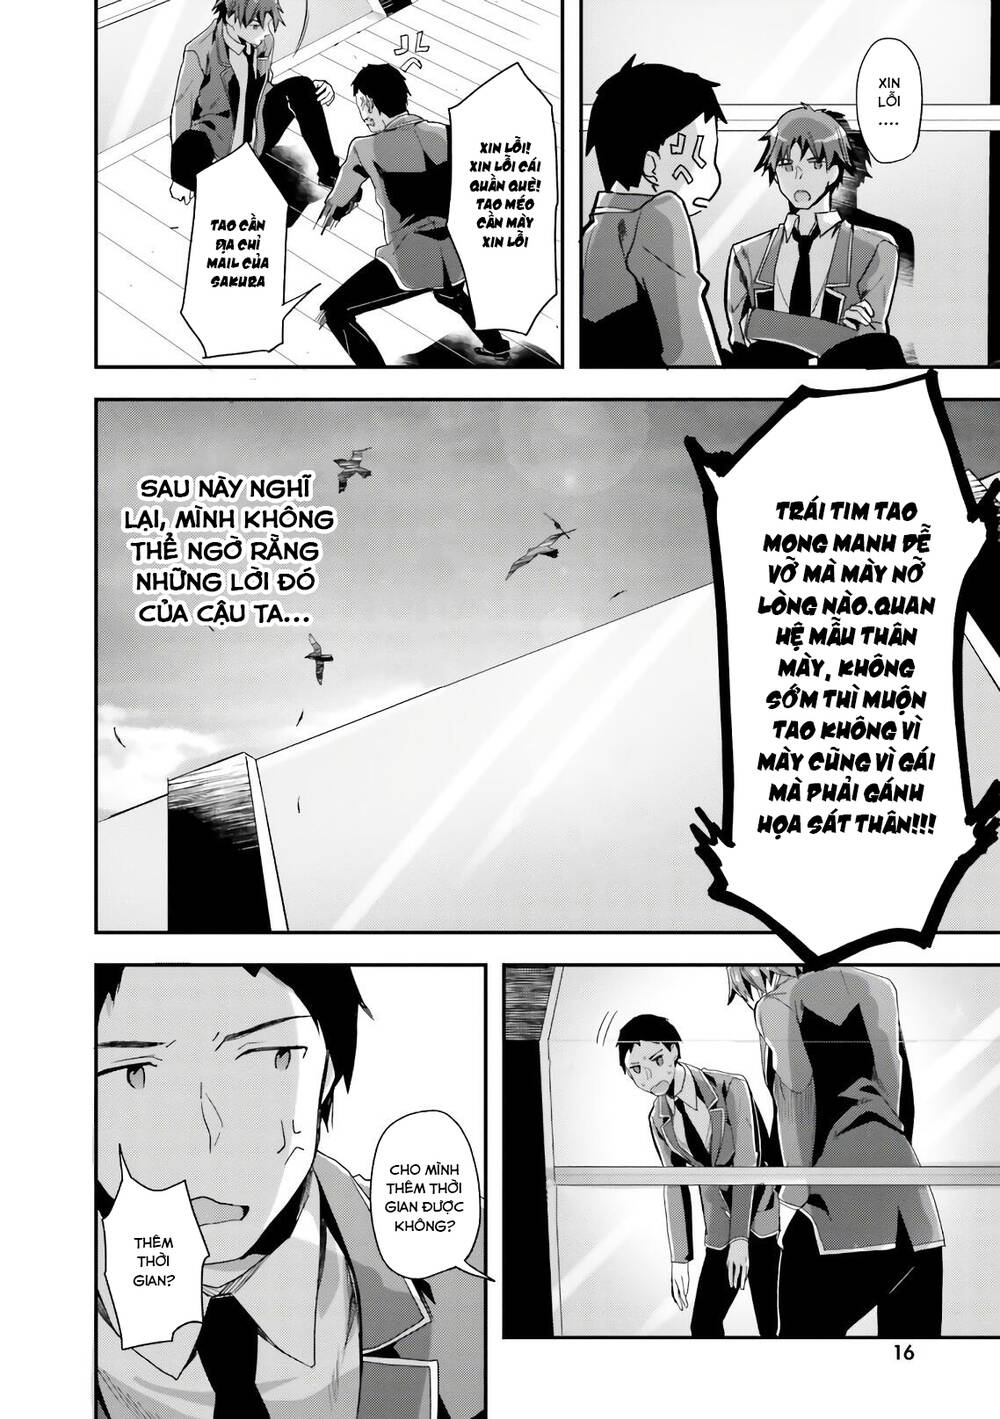 XIN
LỖI
....
XIN LỖI!
XIN LỖI CÁI
QUẦN QUÈ!
TAO MÉO
CẦN MÀY
XIN LỖI
TAO CẦN
ĐỊA CHỈ
MAIL CỦA
SAKURA
TRÁI TIM TAO
MONG MANH DỄ
VỠ MÀ MÀY NỠ
LÒNG NÀO.QUAN
HỆ MẪU THÂN
MÀY, KHÔNG
SỚM THÌ MUỘN
TAO KHÔNG VÌ
MÀY CŨNG VÌ GÁI
MÀ PHẢI GÁNH
HỌA SÁT THÂN!!!
SAU NÀY NGHĨ
LẠI, MÌNH KHÔNG
THỂ NGỜ RẰNG
NHỮNG LỜI ĐÓ
CỦA CẬU TA...
CHO MÌNH
THÊM THỜI
GIAN ĐƯỢC
KHÔNG?
THÊM
THỜI
GIAN?
16